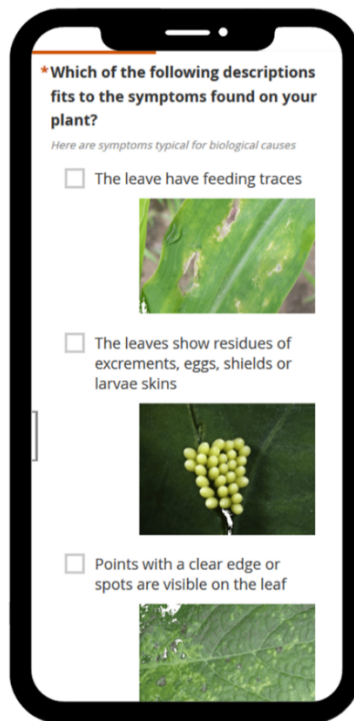 *Which of the following descriptions
fits to the symptoms found on your
plant?
Here are symptoms typical for biological causes
The leave have feeding traces
The leaves show residues of
excrements, eggs, shields or
larvae skins
Points with a clear edge or
spots are visible on the leaf